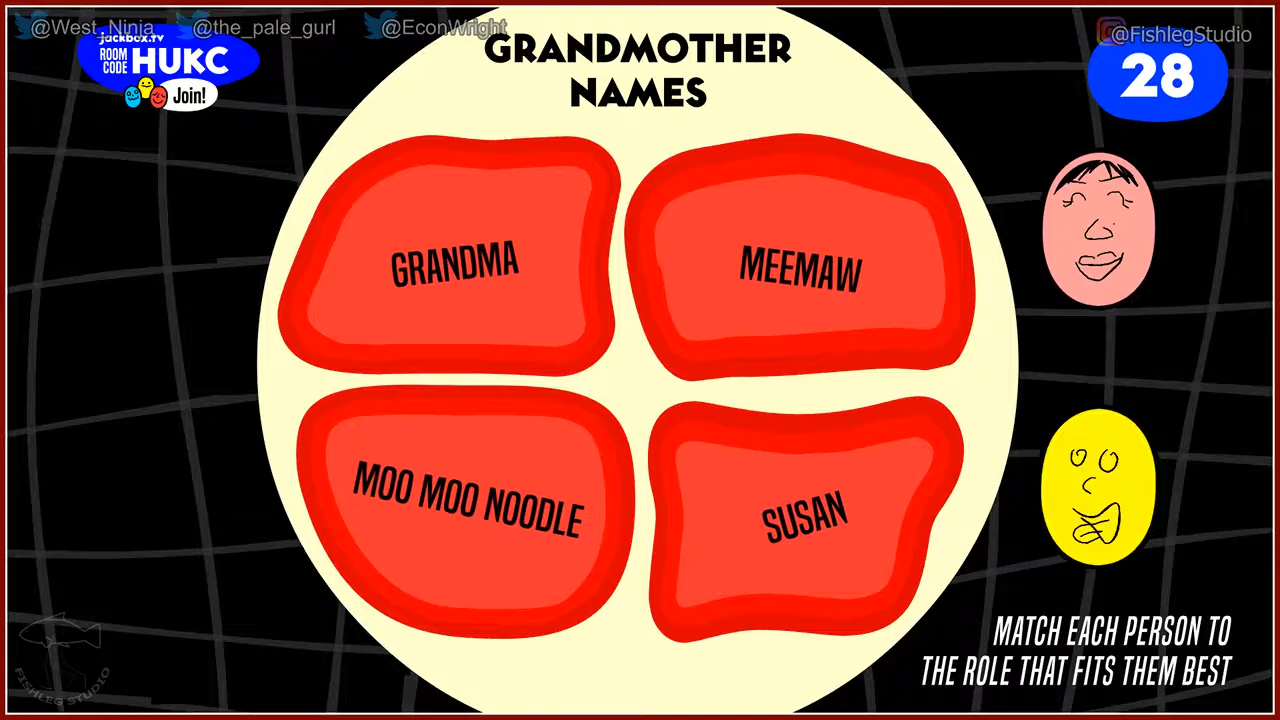 @West_Ninja @the_pale_gurl @EconWright @FishlegStudio
jackbox.tv
ROOM CODE HUKC
Join!
GRANDMOTHER
NAMES
28
GRANDMA
MEEMAW
MOO MOO NOODLE
SUSAN
MATCH EACH PERSON TO
THE ROLE THAT FITS THEM BEST
FISHLEG STUDIO